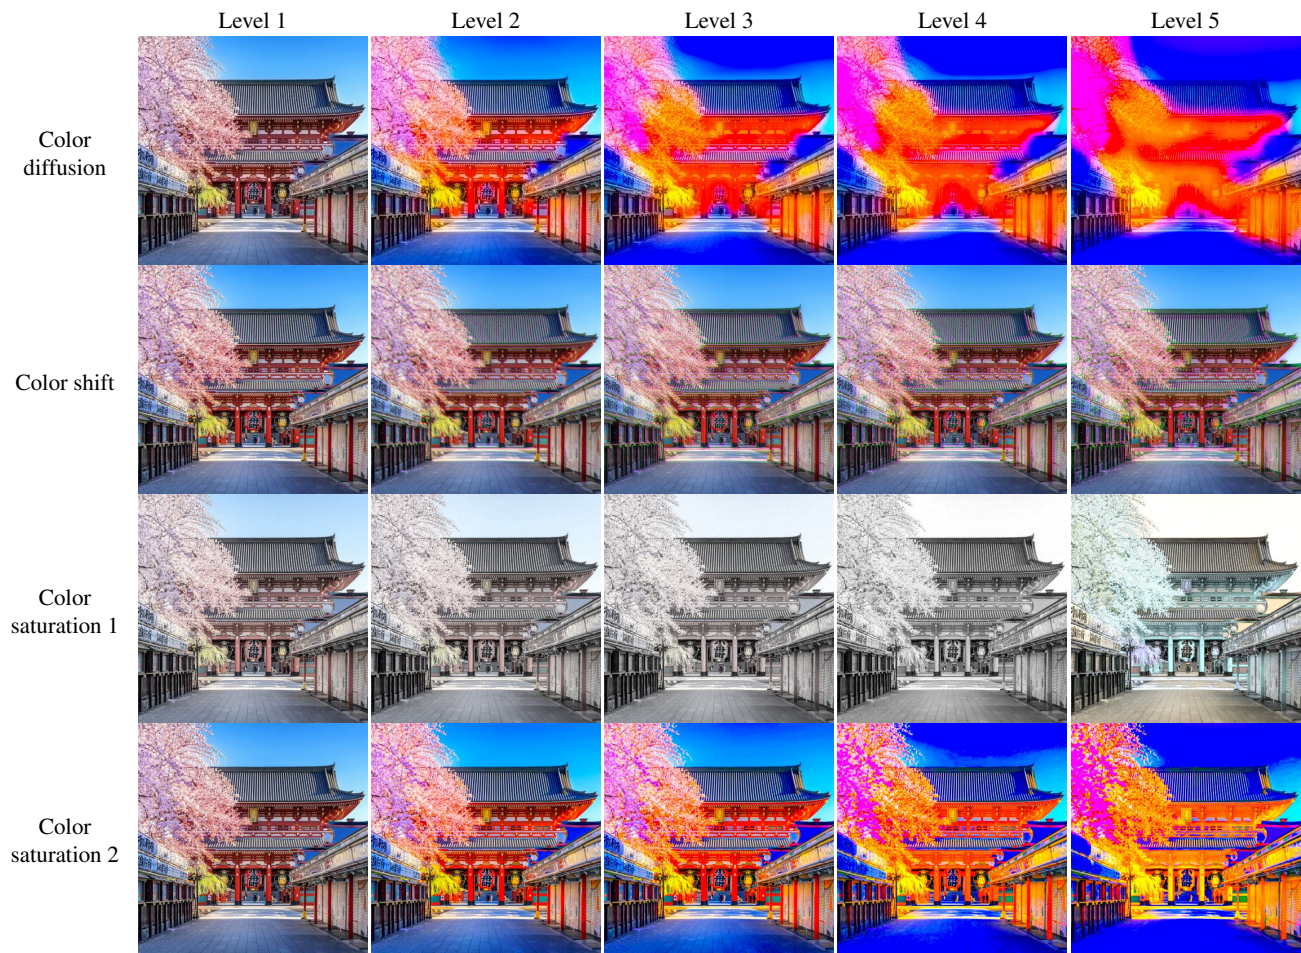 Level 1
Level 2
Level 3
Level 4
Level 5
Color
diffusion
Color shift
Color
saturation 1
Color
saturation 2